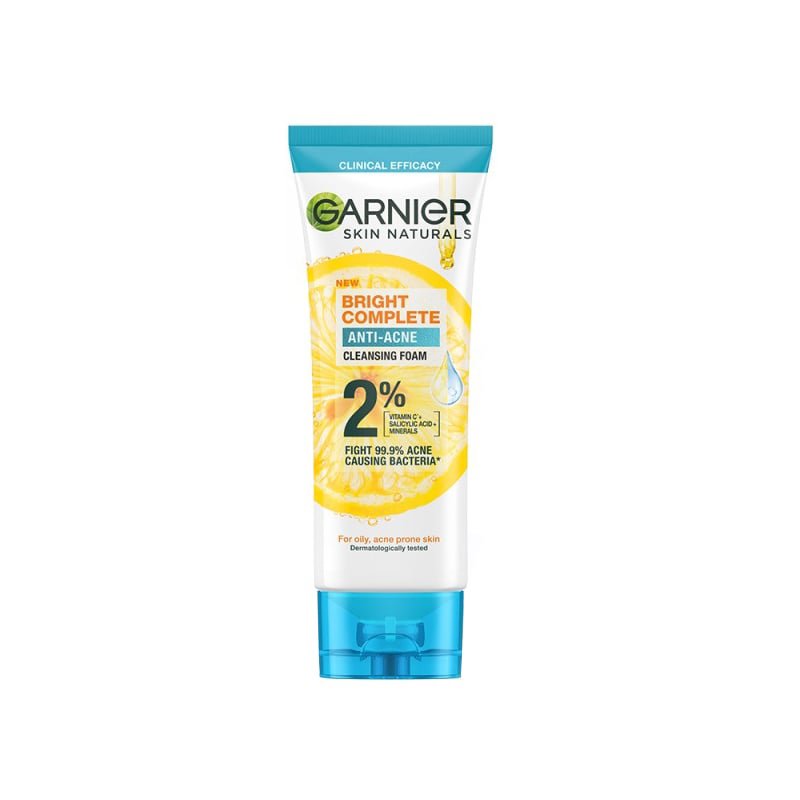 CLINICAL EFFICACY
GARNIER
SKIN NATURALS
NEW
BRIGHT
COMPLETE
ANTI-ACNE
CLEANSING FOAM
2%
VITAMIN C*+
SALICYLIC ACID+
MINERALS
FIGHT 99.9% ACNE
CAUSING BACTERIA*
For oily, acne prone skin
Dermatologically tested